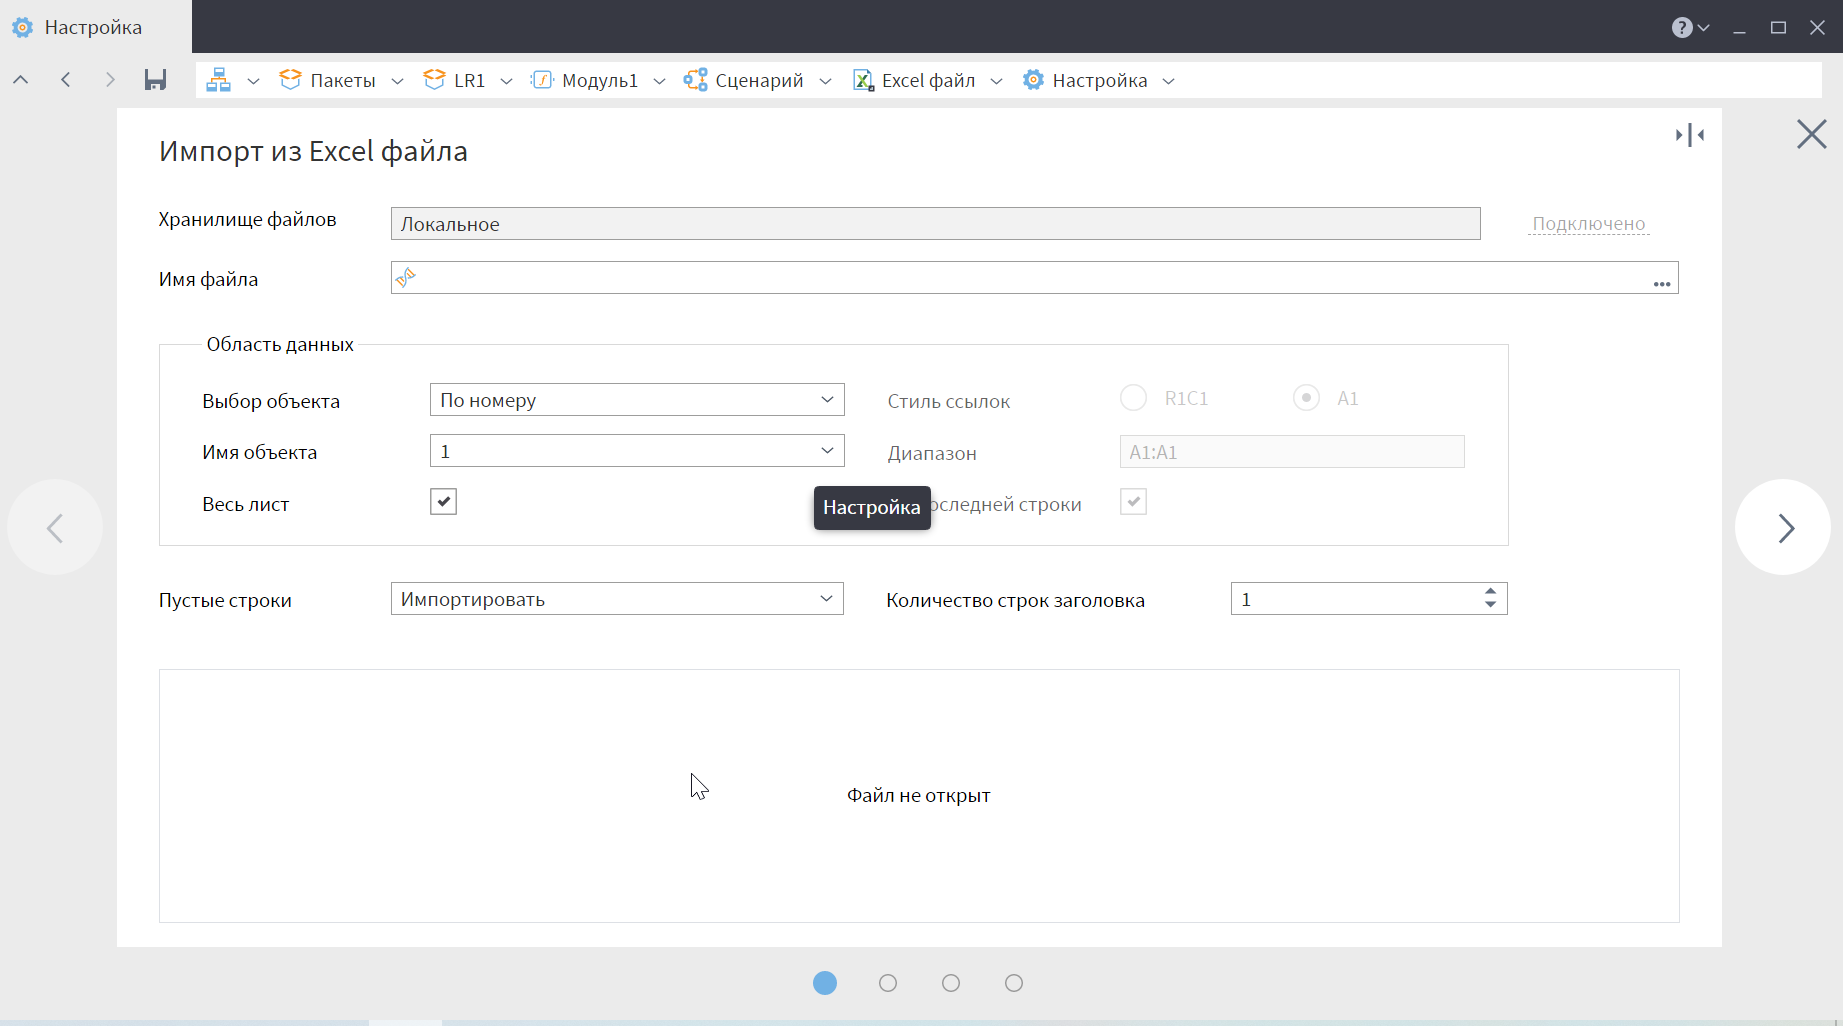 Настройка
Пакеты LR1 Модуль1 Сценарий Excel файл Настройка
Импорт из Excel файла
Хранилище файлов Локальное Подключено
Имя файла ...
Область данных
Выбор объекта По номеру Стиль ссылок R1C1 A1
Имя объекта 1 Диапазон A1:A1
Весь лист Настройка последней строки
Пустые строки Импортировать Количество строк заголовка 1
Файл не открыт